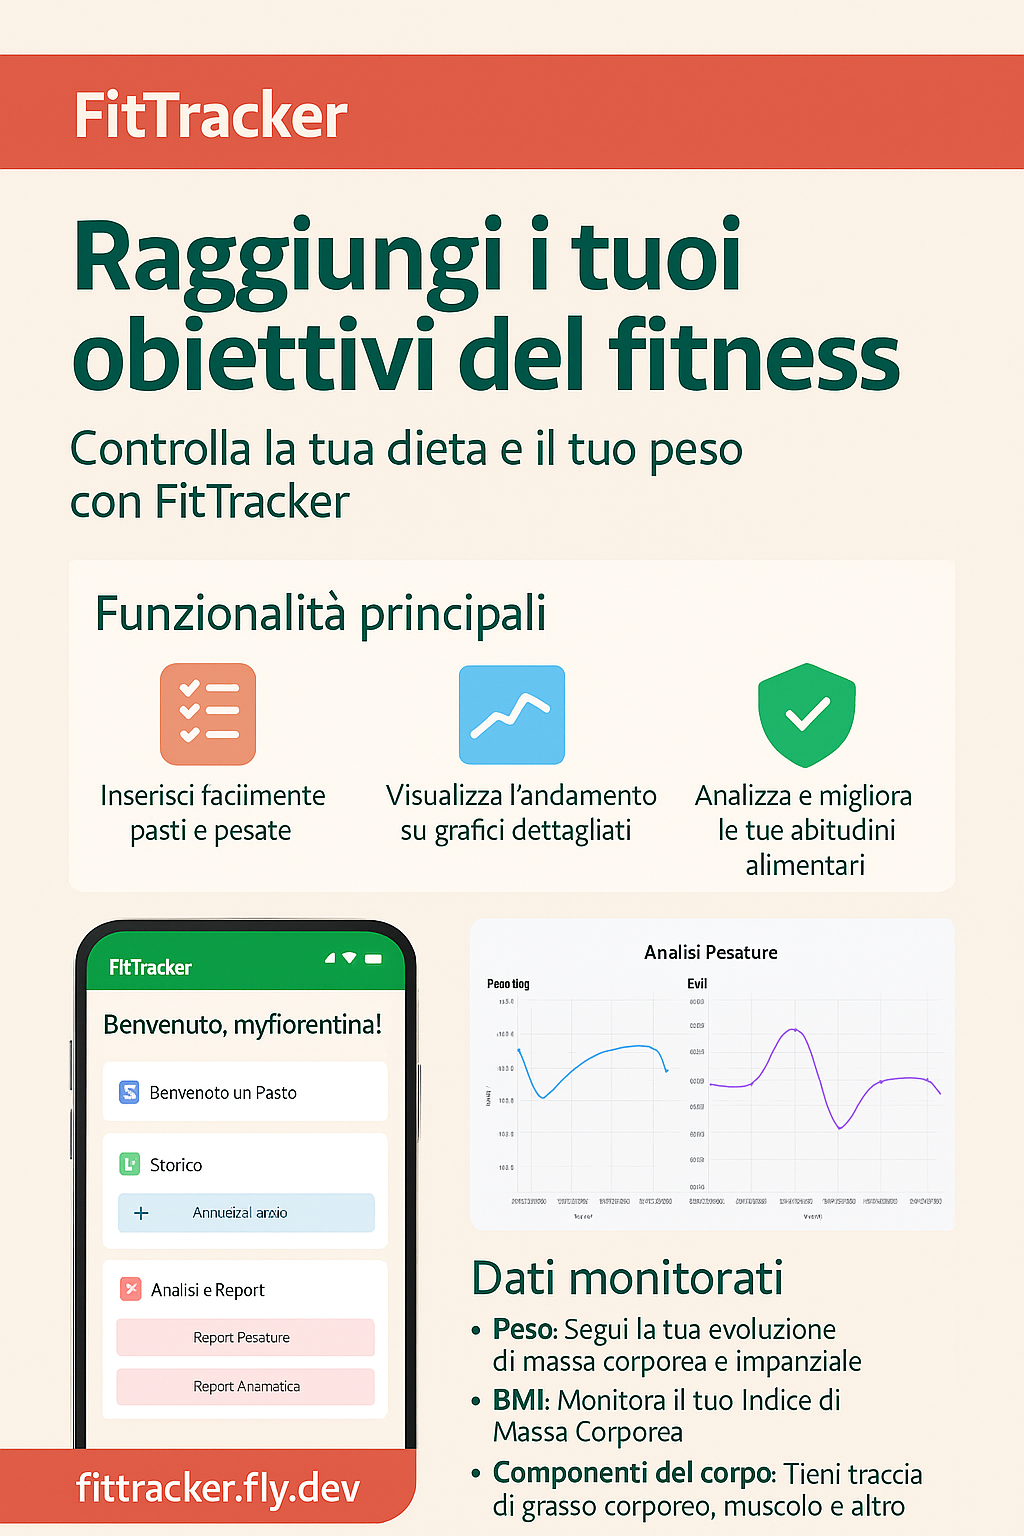 FitTracker
Raggiungi i tuoi
obiettivi del fitness
Controlla la tua dieta e il tuo peso
con FitTracker
Funzionalità principali
Inserisci faciimente
pasti e pesate
Visualizza l'andamento
su grafici dettagliati
Analizza e migliora
le tue abitudini
alimentari
FitTracker
Benvenuto, myfiorentina!
Benvenoto un Pasto
Storico
+ Annueizal arxio
Analisi e Report
Report Pesature
Report Anamatica
Analisi Pesature
Peoo tiog
Evil
Dati monitorati
• Peso: Segui la tua evoluzione
di massa corporea e impanziale
• BMI: Monitora il tuo Indice di
Massa Corporea
• Componenti del corpo: Tieni traccia
di grasso corporeo, muscolo e altro
fittracker.fly.dev